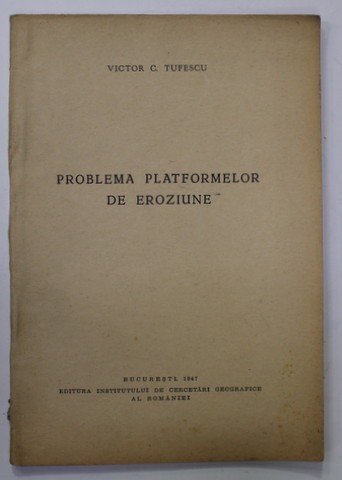 VICTOR C. TUFESCU
PROBLEMA PLATFORMELOR
DE EROZIUNE
BUCUREȘTI, 1947
EDITURA INSTITUTULUI DE CERCETĂRI GEOGRAFICE
AL ROMÂNIEI